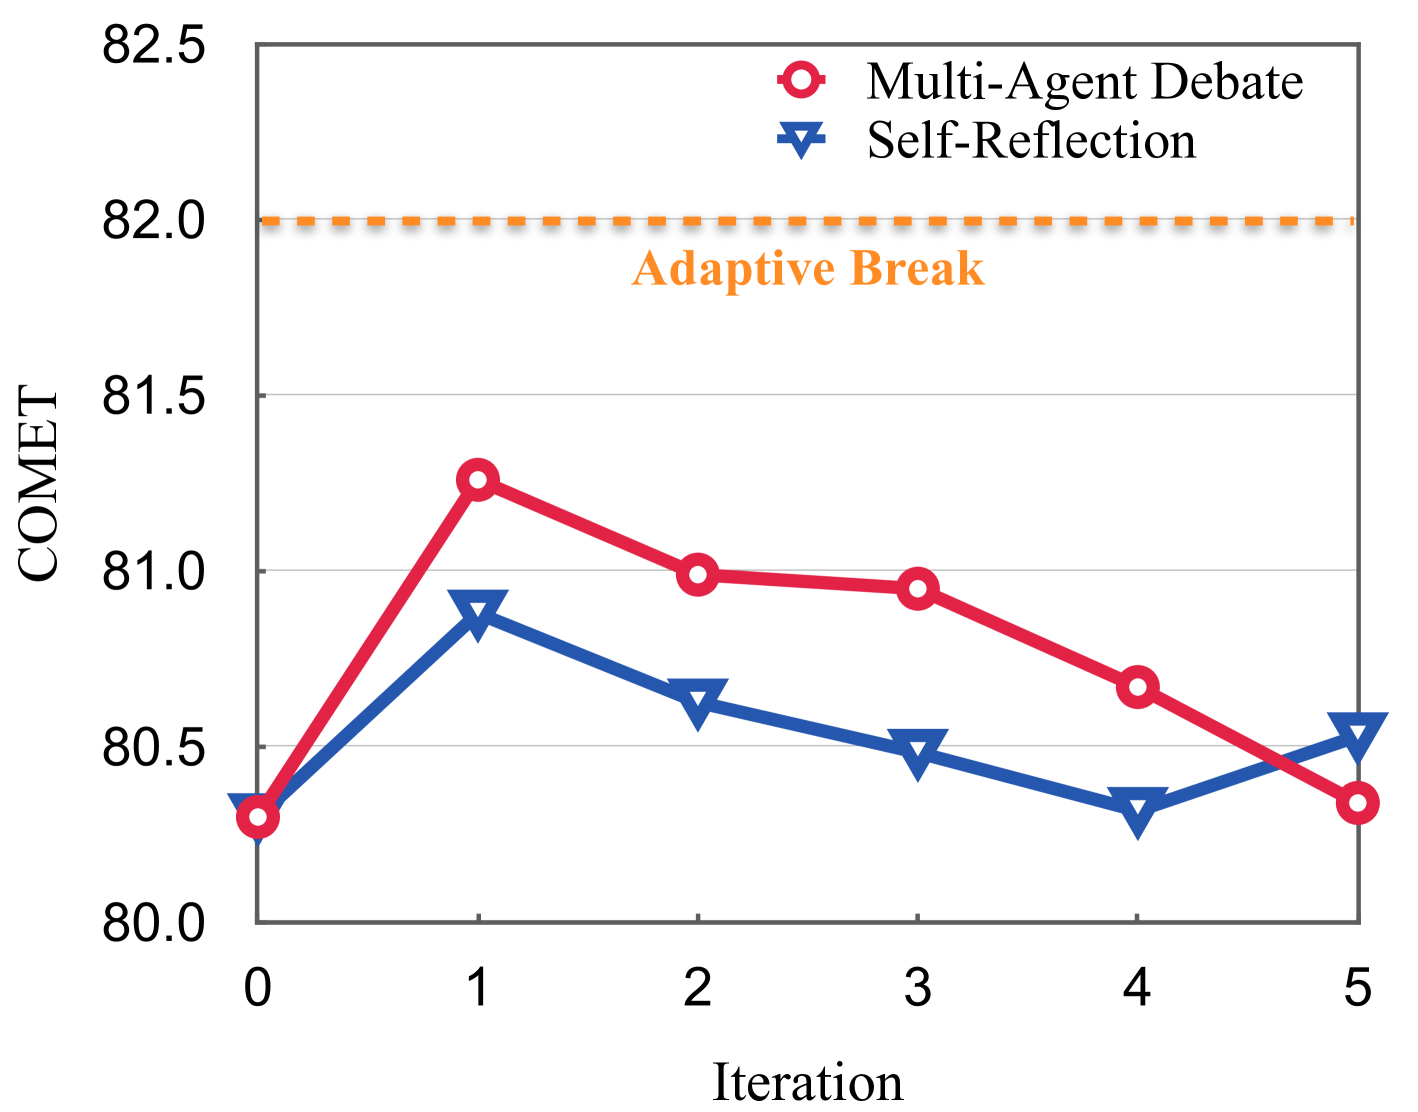 82.5
Multi-Agent Debate
Self-Reflection
82.0
Adaptive Break
81.5
COMET
81.0
80.5
80.0
0 1 2 3 4 5
Iteration